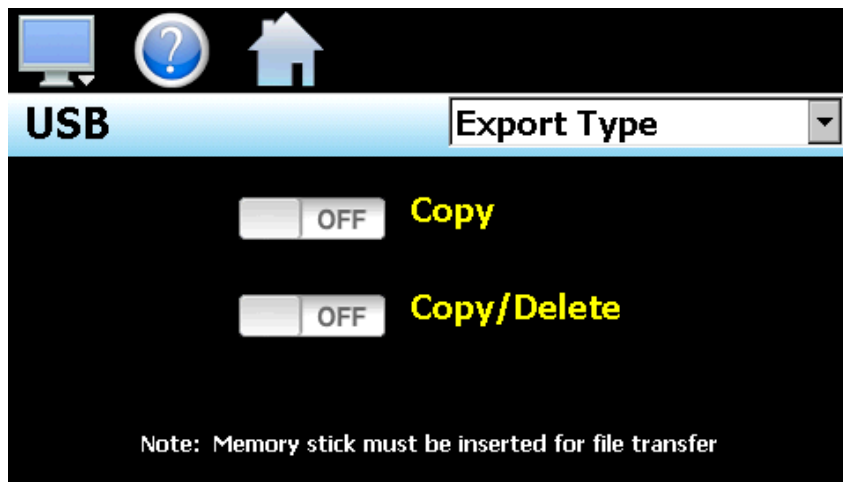 ?
USB
Export Type
OFF Copy
OFF Copy/Delete
Note: Memory stick must be inserted for file transfer